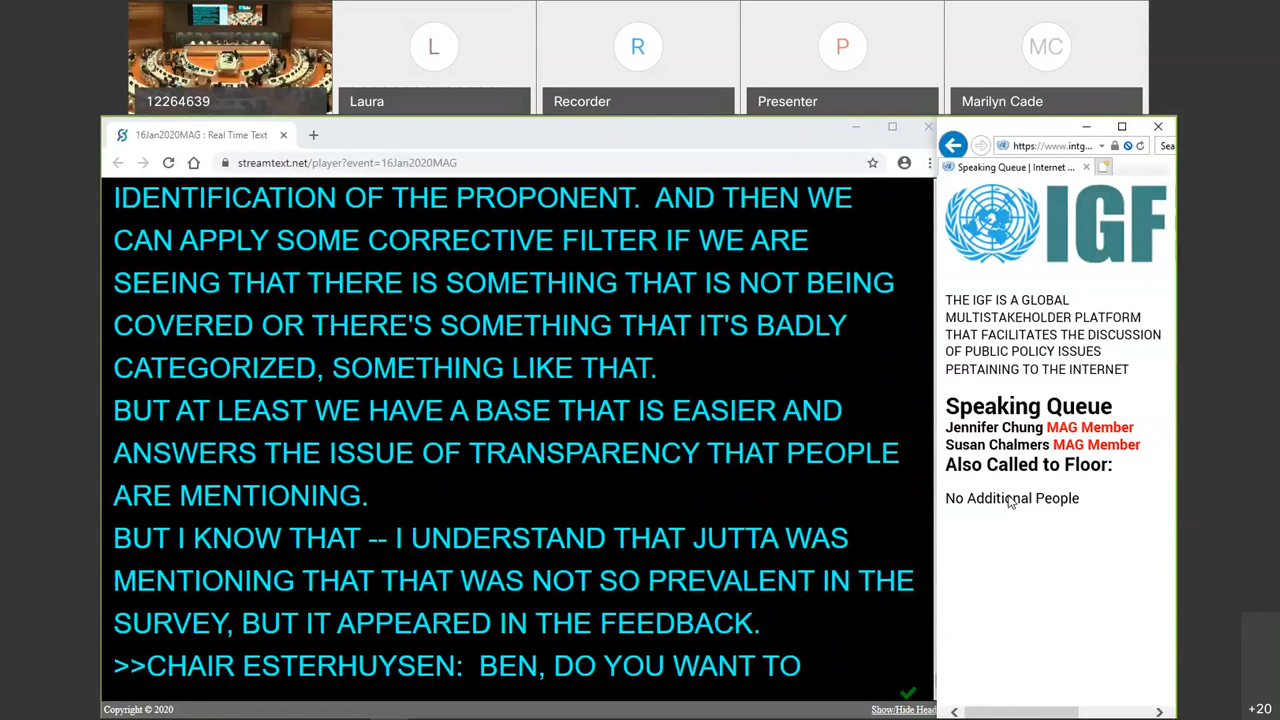 L
R
P
MC
12264639
Laura
Recorder
Presenter
Marilyn Cade
16Jan2020MAG : Real Time Text
streamtext.net/player?event=16Jan2020MAG
IDENTIFICATION OF THE PROPONENT. AND THEN WE
CAN APPLY SOME CORRECTIVE FILTER IF WE ARE
SEEING THAT THERE IS SOMETHING THAT IS NOT BEING
COVERED OR THERE'S SOMETHING THAT IT'S BADLY
CATEGORIZED, SOMETHING LIKE THAT.
BUT AT LEAST WE HAVE A BASE THAT IS EASIER AND
ANSWERS THE ISSUE OF TRANSPARENCY THAT PEOPLE
ARE MENTIONING.
BUT I KNOW THAT -- I UNDERSTAND THAT JUTTA WAS
MENTIONING THAT THAT WAS NOT SO PREVALENT IN THE
SURVEY, BUT IT APPEARED IN THE FEEDBACK.
>>CHAIR ESTERHUYSEN: BEN, DO YOU WANT TO
Copyright © 2020
Show/Hide Head
https://www.intg...
Sea
Speaking Queue | Internet ...
IGF
THE IGF IS A GLOBAL
MULTISTAKEHOLDER PLATFORM
THAT FACILITATES THE DISCUSSION
OF PUBLIC POLICY ISSUES
PERTAINING TO THE INTERNET
Speaking Queue
Jennifer Chung MAG Member
Susan Chalmers MAG Member
Also Called to Floor:
No Additional People
+20